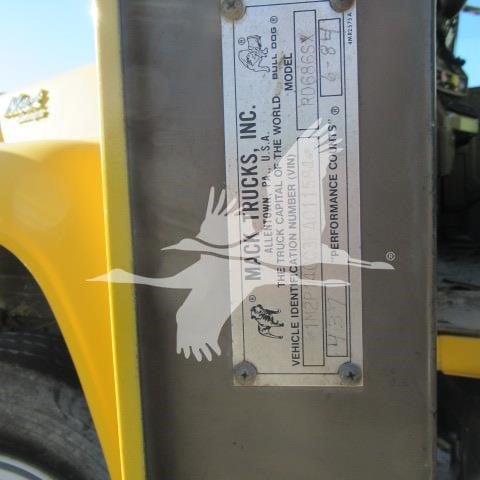 MACK TRUCKS, INC.
ALLENTOWN, PA., U.S.A.
THE TRUCK CAPITAL OF THE WORLD
BULL DOG®
MODEL
VEHICLE IDENTIFICATION NUMBER (VIN)
RD686SX
6-84
"PERFORMANCE COUNTS"®